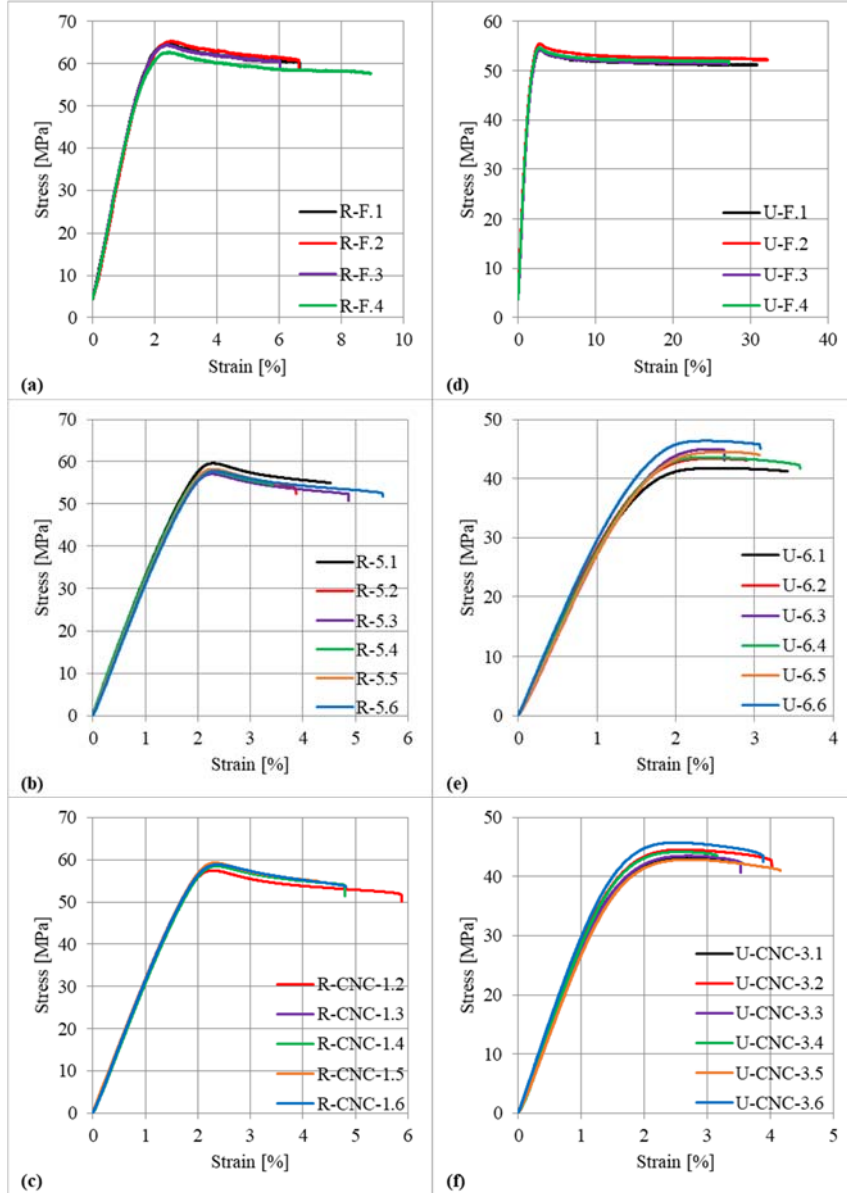 70
60
50
40
30
20
10
0
Stress [MPa]
R-F.1
R-F.2
R-F.3
R-F.4
0 2 4 6 8 10
Strain [%]
(a)
60
50
40
30
20
10
0
Stress [MPa]
U-F.1
U-F.2
U-F.3
U-F.4
0 10 20 30 40
Strain [%]
(d)
70
60
50
40
30
20
10
0
Stress [MPa]
R-5.1
R-5.2
R-5.3
R-5.4
R-5.5
R-5.6
0 1 2 3 4 5 6
Strain [%]
(b)
50
40
30
20
10
0
Stress [MPa]
U-6.1
U-6.2
U-6.3
U-6.4
U-6.5
U-6.6
0 1 2 3 4
Strain [%]
(e)
70
60
50
40
30
20
10
0
Stress [MPa]
R-CNC-1.2
R-CNC-1.3
R-CNC-1.4
R-CNC-1.5
R-CNC-1.6
0 1 2 3 4 5 6
Strain [%]
(c)
50
40
30
20
10
0
Stress [MPa]
U-CNC-3.1
U-CNC-3.2
U-CNC-3.3
U-CNC-3.4
U-CNC-3.5
U-CNC-3.6
0 1 2 3 4 5
Strain [%]
(f)